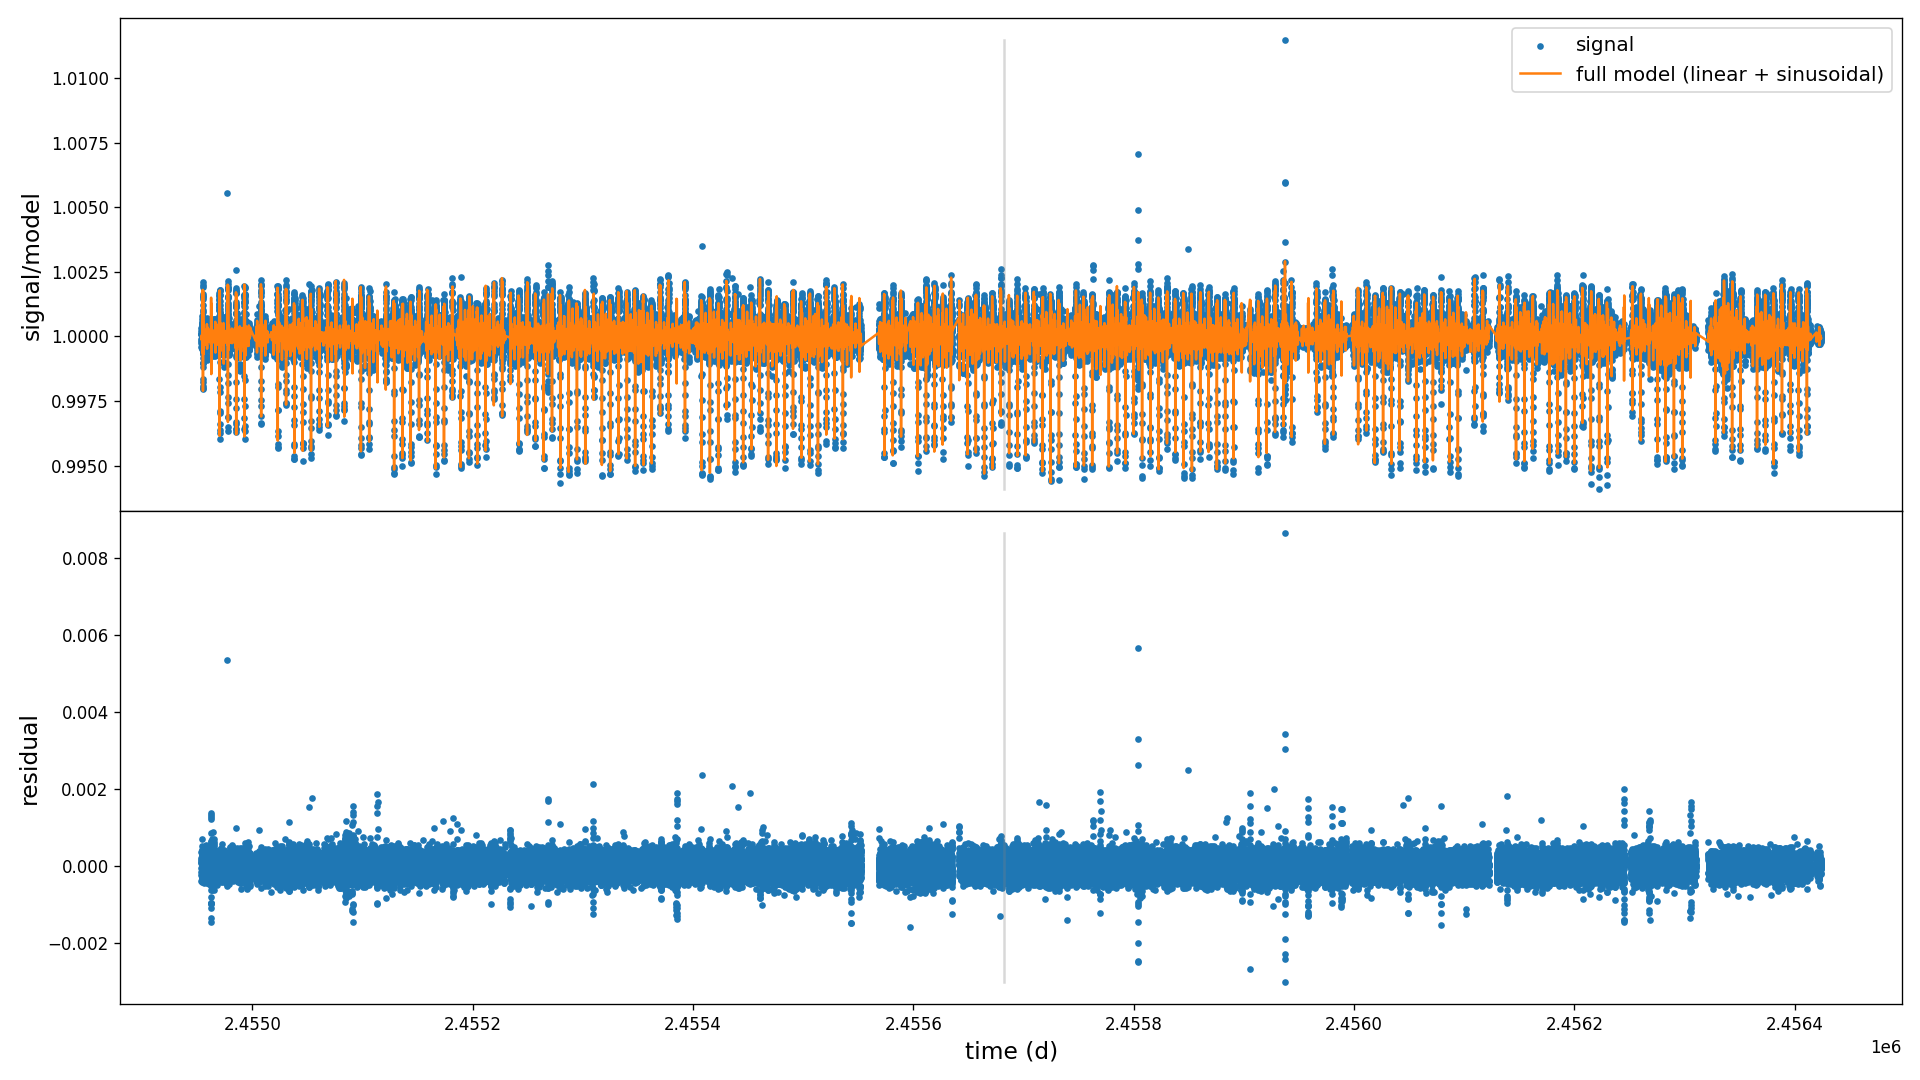 signal
full model (linear + sinusoidal)
signal/model
1.0100
1.0075
1.0050
1.0025
1.0000
0.9975
0.9950
residual
0.008
0.006
0.004
0.002
0.000
−0.002
2.4550 2.4552 2.4554 2.4556 2.4558 2.4560 2.4562 2.4564
time (d)
1e6